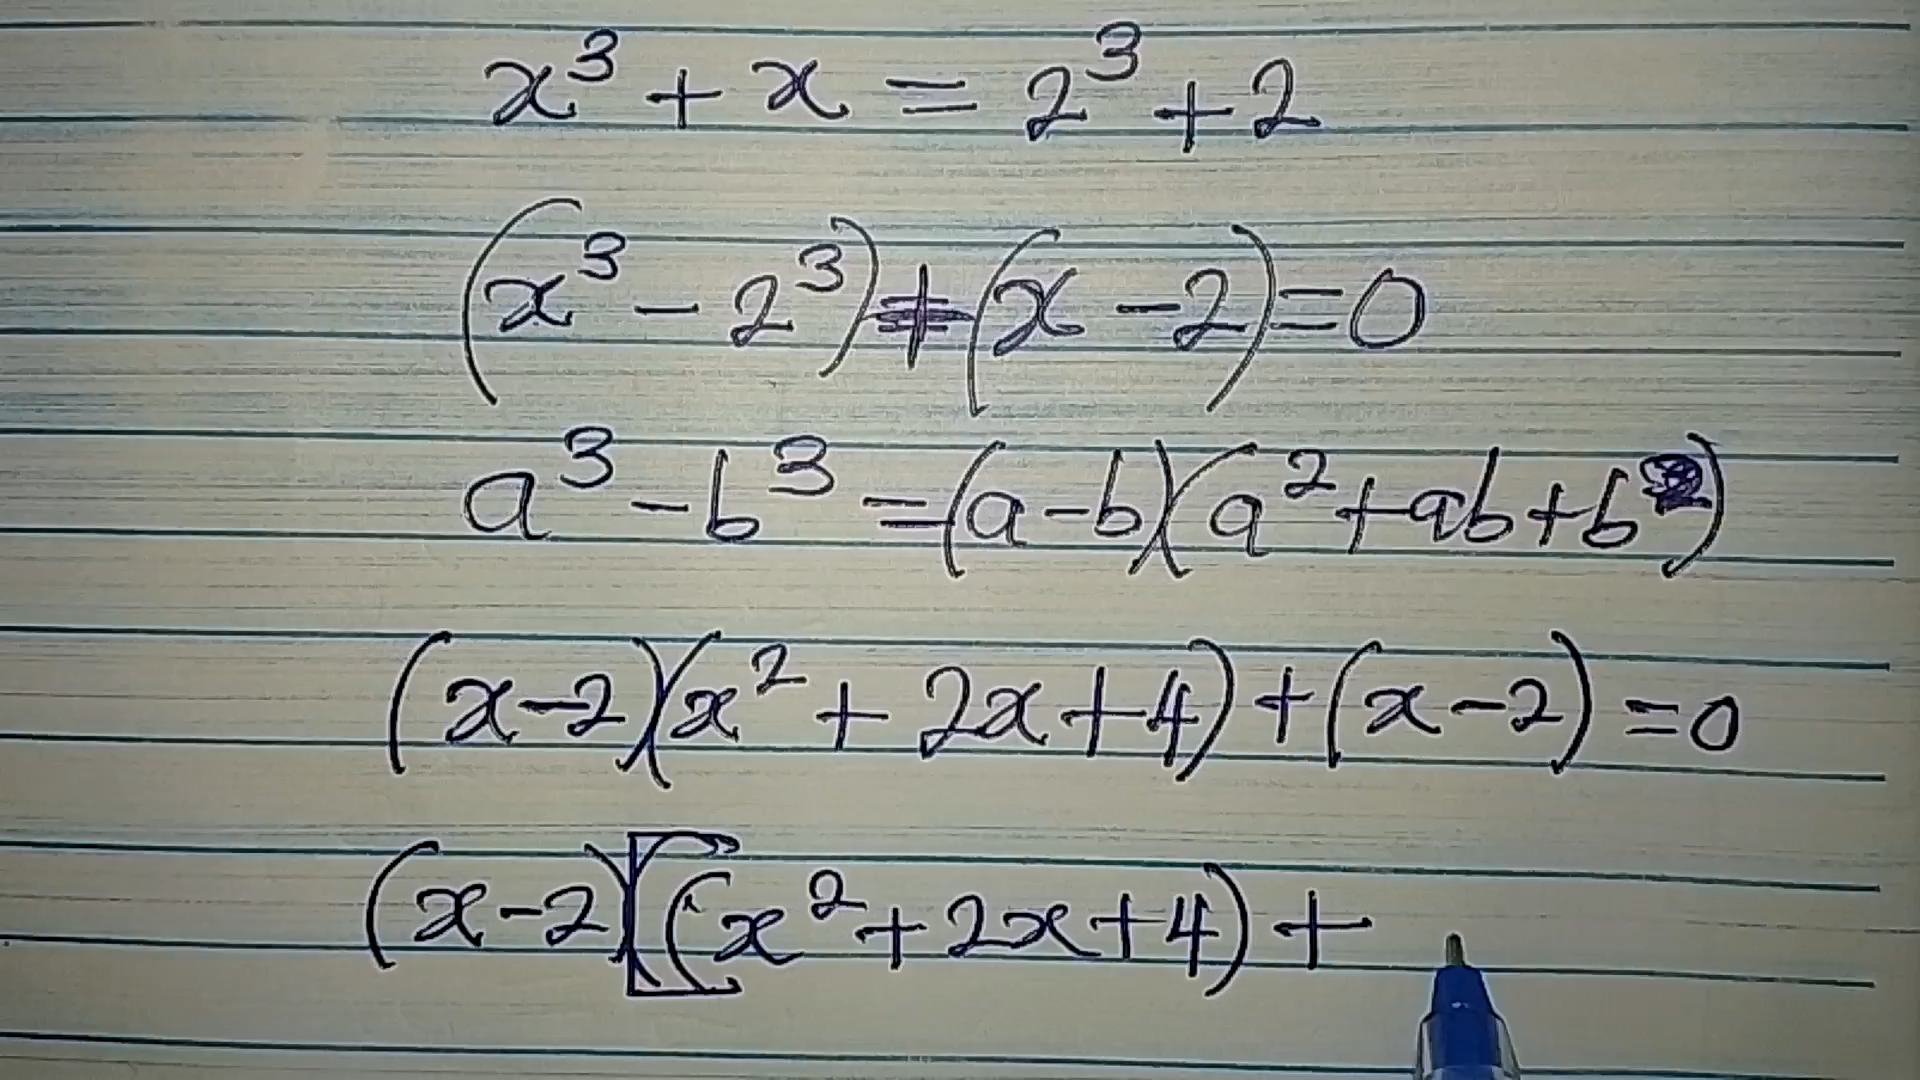 x³ + x = 2³ + 2
(x³ - 2³) + (x - 2) = 0
a³ - b³ = (a - b)(a² + ab + b²)
(x - 2)(x² + 2x + 4) + (x - 2) = 0
(x - 2)[(x² + 2x + 4) +